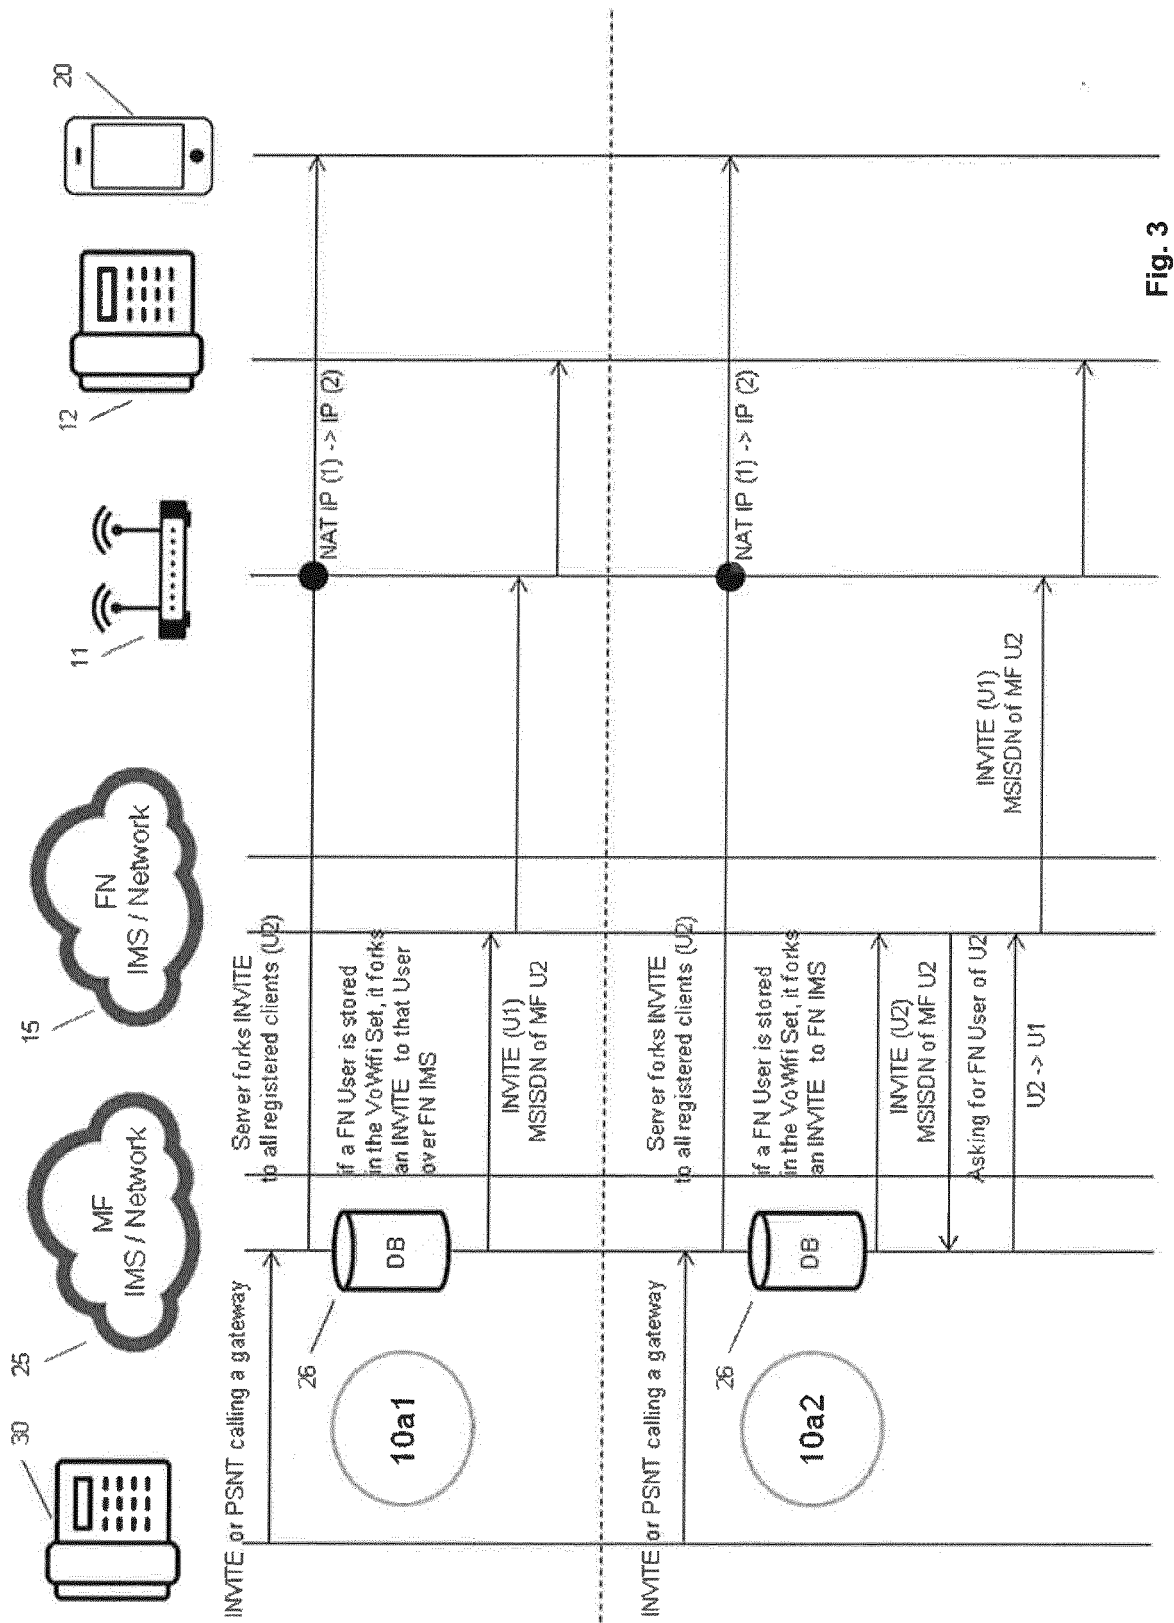 30
25
MF
IMS / Network
15
FN
IMS / Network
11
12
20
INVITE or PSNT calling a gateway
Server forks INVITE
to all registered clients (U2)
NAT IP (1) -> IP (2)
26
DB
10a1
if a FN User is stored
in the VoWifi Set, it forks
an INVITE to that User
over FN IMS
INVITE (U1)
MSISDN of MF U2
INVITE or PSNT calling a gateway
Server forks INVITE
to all registered clients (U2)
NAT IP (1) -> IP (2)
26
DB
10a2
if a FN User is stored
in the VoWifi Set, it forks
an INVITE to FN IMS
INVITE (U2)
MSISDN of MF U2
Asking for FN User of U2
U2 -> U1
INVITE (U1)
MSISDN of MF U2
Fig. 3